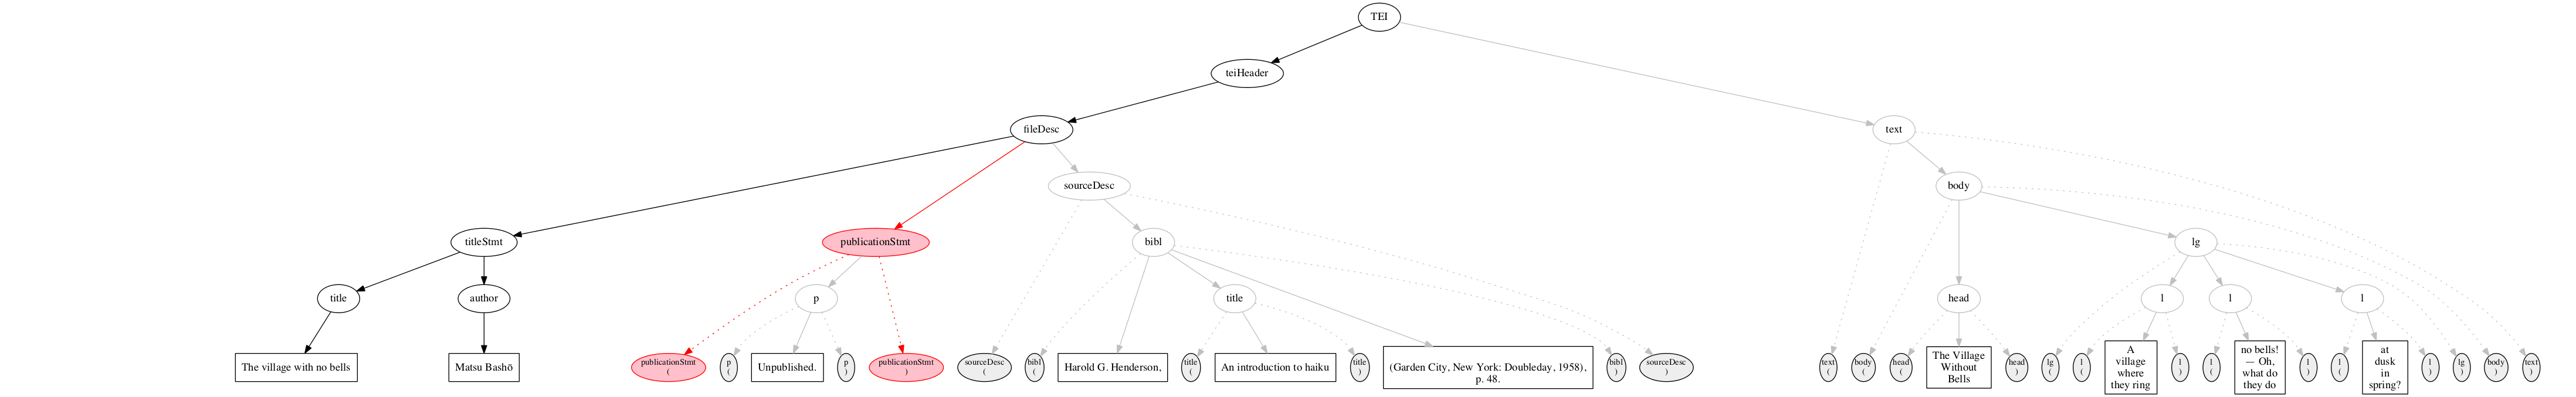 TEI
teiHeader
fileDesc
text
sourceDesc
body
titleStmt
publicationStmt
bibl
lg
title
author
p
title
head
l
l
l
The village with no bells
Matsu Bashō
publicationStmt
(
p
(
Unpublished.
p
)
publicationStmt
)
sourceDesc
(
bibl
(
Harold G. Henderson,
title
(
An introduction to haiku
title
)
(Garden City, New York: Doubleday, 1958),
p. 48.
bibl
)
sourceDesc
)
text
(
body
(
head
(
The Village
Without
Bells
head
)
lg
(
l
(
A
village
where
they ring
l
)
l
(
no bells!
— Oh,
what do
they do
l
)
l
(
at
dusk
in
spring?
l
)
lg
)
body
)
text
)